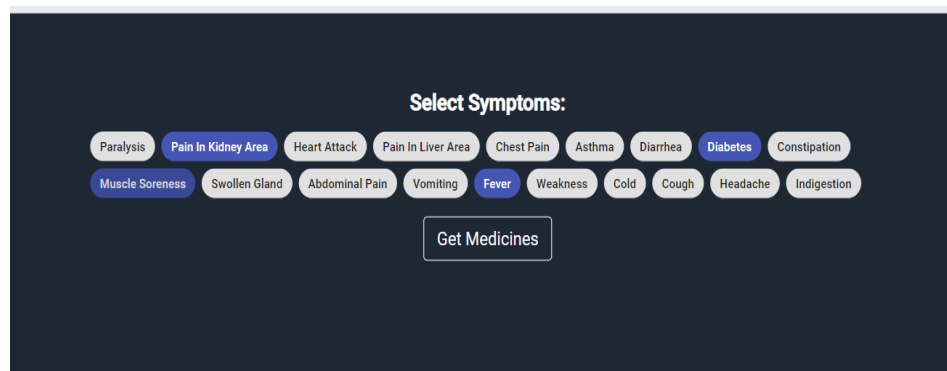 Select Symptoms:
Paralysis Pain In Kidney Area Heart Attack Pain In Liver Area Chest Pain Asthma Diarrhea Diabetes Constipation
Muscle Soreness Swollen Gland Abdominal Pain Vomiting Fever Weakness Cold Cough Headache Indigestion
Get Medicines